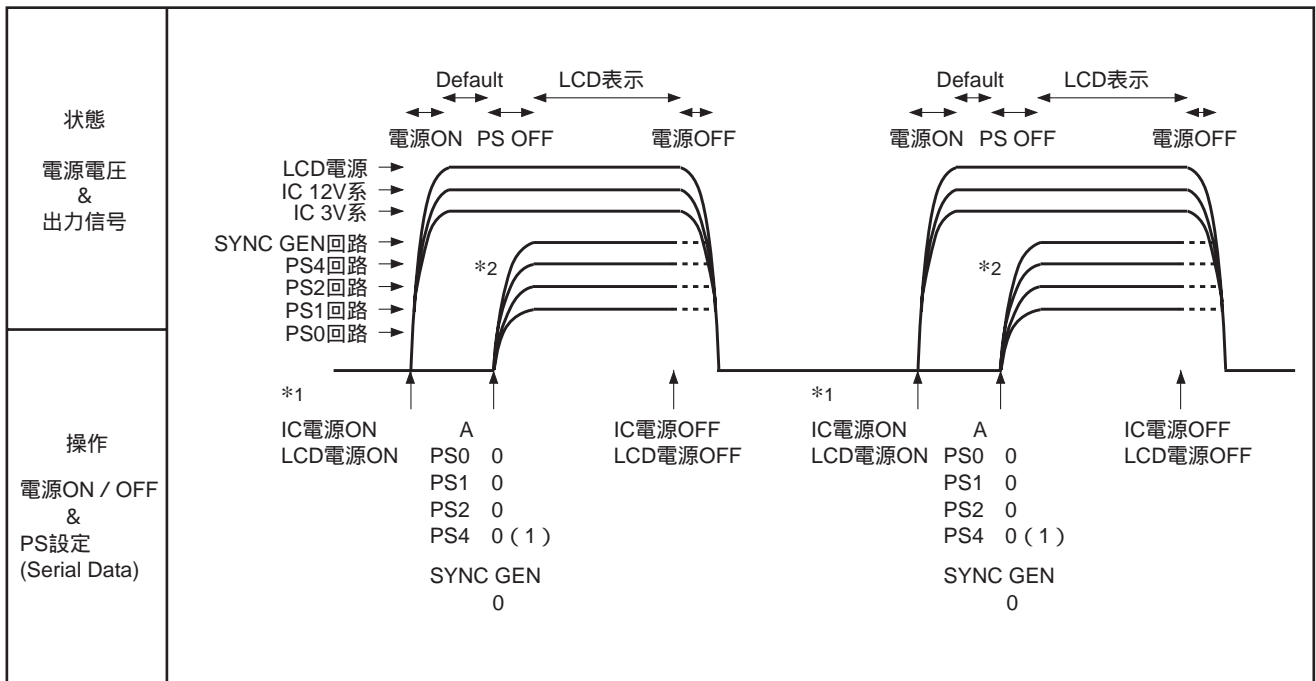 状態
電源電圧
&
出力信号
Default LCD表示
電源ON PS OFF 電源OFF
LCD電源
IC 12V系
IC 3V系
SYNC GEN回路
PS4回路
PS2回路
PS1回路
PS0回路
*2
Default LCD表示
電源ON PS OFF 電源OFF
*2
操作
電源ON / OFF
&
PS設定
(Serial Data)
*1
IC電源ON
LCD電源ON
A
PS0 0
PS1 0
PS2 0
PS4 0(1)
SYNC GEN
0
IC電源OFF
LCD電源OFF
*1
IC電源ON
LCD電源ON
A
PS0 0
PS1 0
PS2 0
PS4 0(1)
SYNC GEN
0
IC電源OFF
LCD電源OFF